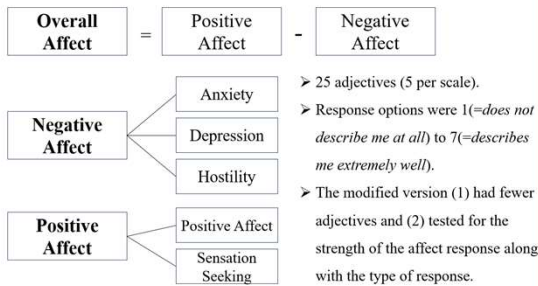 Overall
Affect
=
Positive
Affect
-
Negative
Affect
Negative
Affect
Anxiety
Depression
Hostility
Positive
Affect
Positive Affect
Sensation
Seeking
➤ 25 adjectives (5 per scale).
➤ Response options were 1(=does not
describe me at all) to 7(=describes
me extremely well).
➤ The modified version (1) had fewer
adjectives and (2) tested for the
strength of the affect response along
with the type of response.